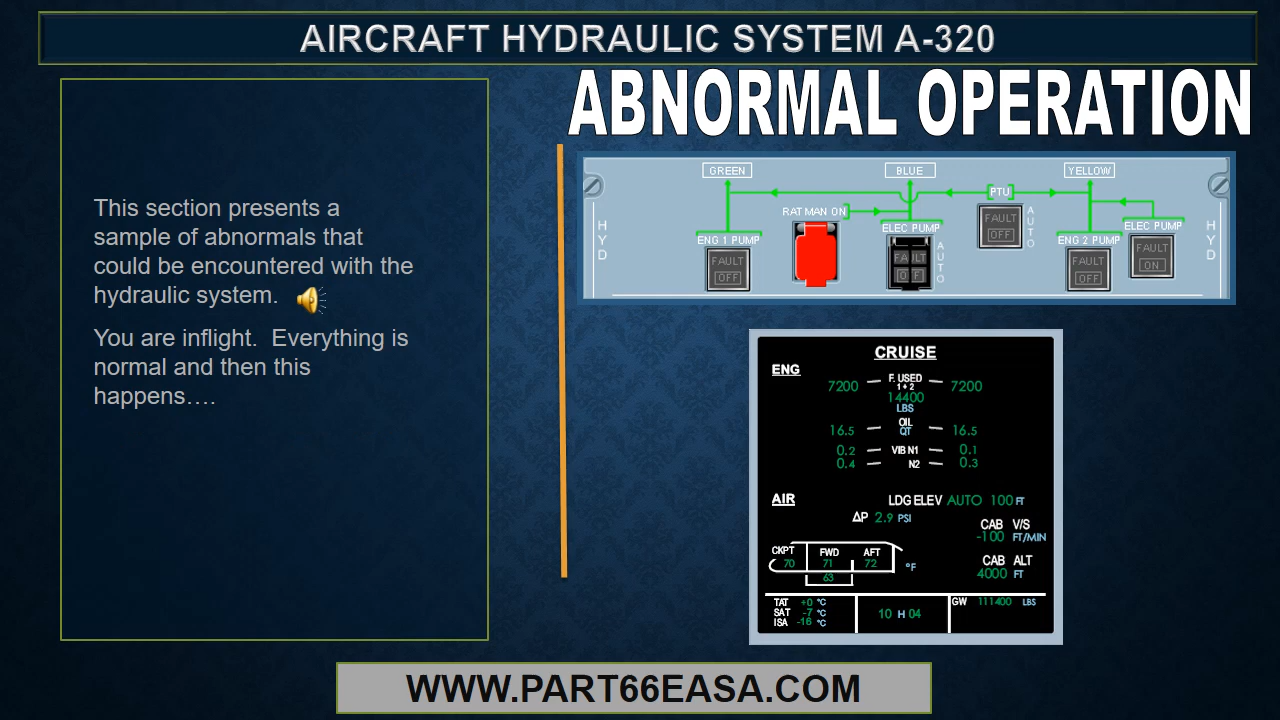 AIRCRAFT HYDRAULIC SYSTEM A-320
ABNORMAL OPERATION
This section presents a
sample of abnormals that
could be encountered with the
hydraulic system.
You are inflight.  Everything is
normal and then this
happens….
GREEN BLUE YELLOW
PTU
RAT MAN ON
HYD
ENG 1 PUMP
FAULT
OFF
ELEC PUMP
FAULT
OFF
AUTO
FAULT
OFF
AUTO
ENG 2 PUMP
FAULT
OFF
ELEC PUMP
FAULT
ON
HYD
CRUISE
ENG
F. USED
1 + 2
7200 7200
14400
LBS
OIL
16.5 QT 16.5
0.2 VIB N1 0.1
0.4 N2 0.3
AIR LDG ELEV AUTO 100 FT
ΔP 2.9 PSI
CAB V/S
-100 FT/MIN
CKPT FWD AFT
70 71 72 °F
63
CAB ALT
4000 FT
TAT +0 °C
SAT -7 °C
ISA -16 °C
10 H 04
GW 111400 LBS
WWW.PART66EASA.COM